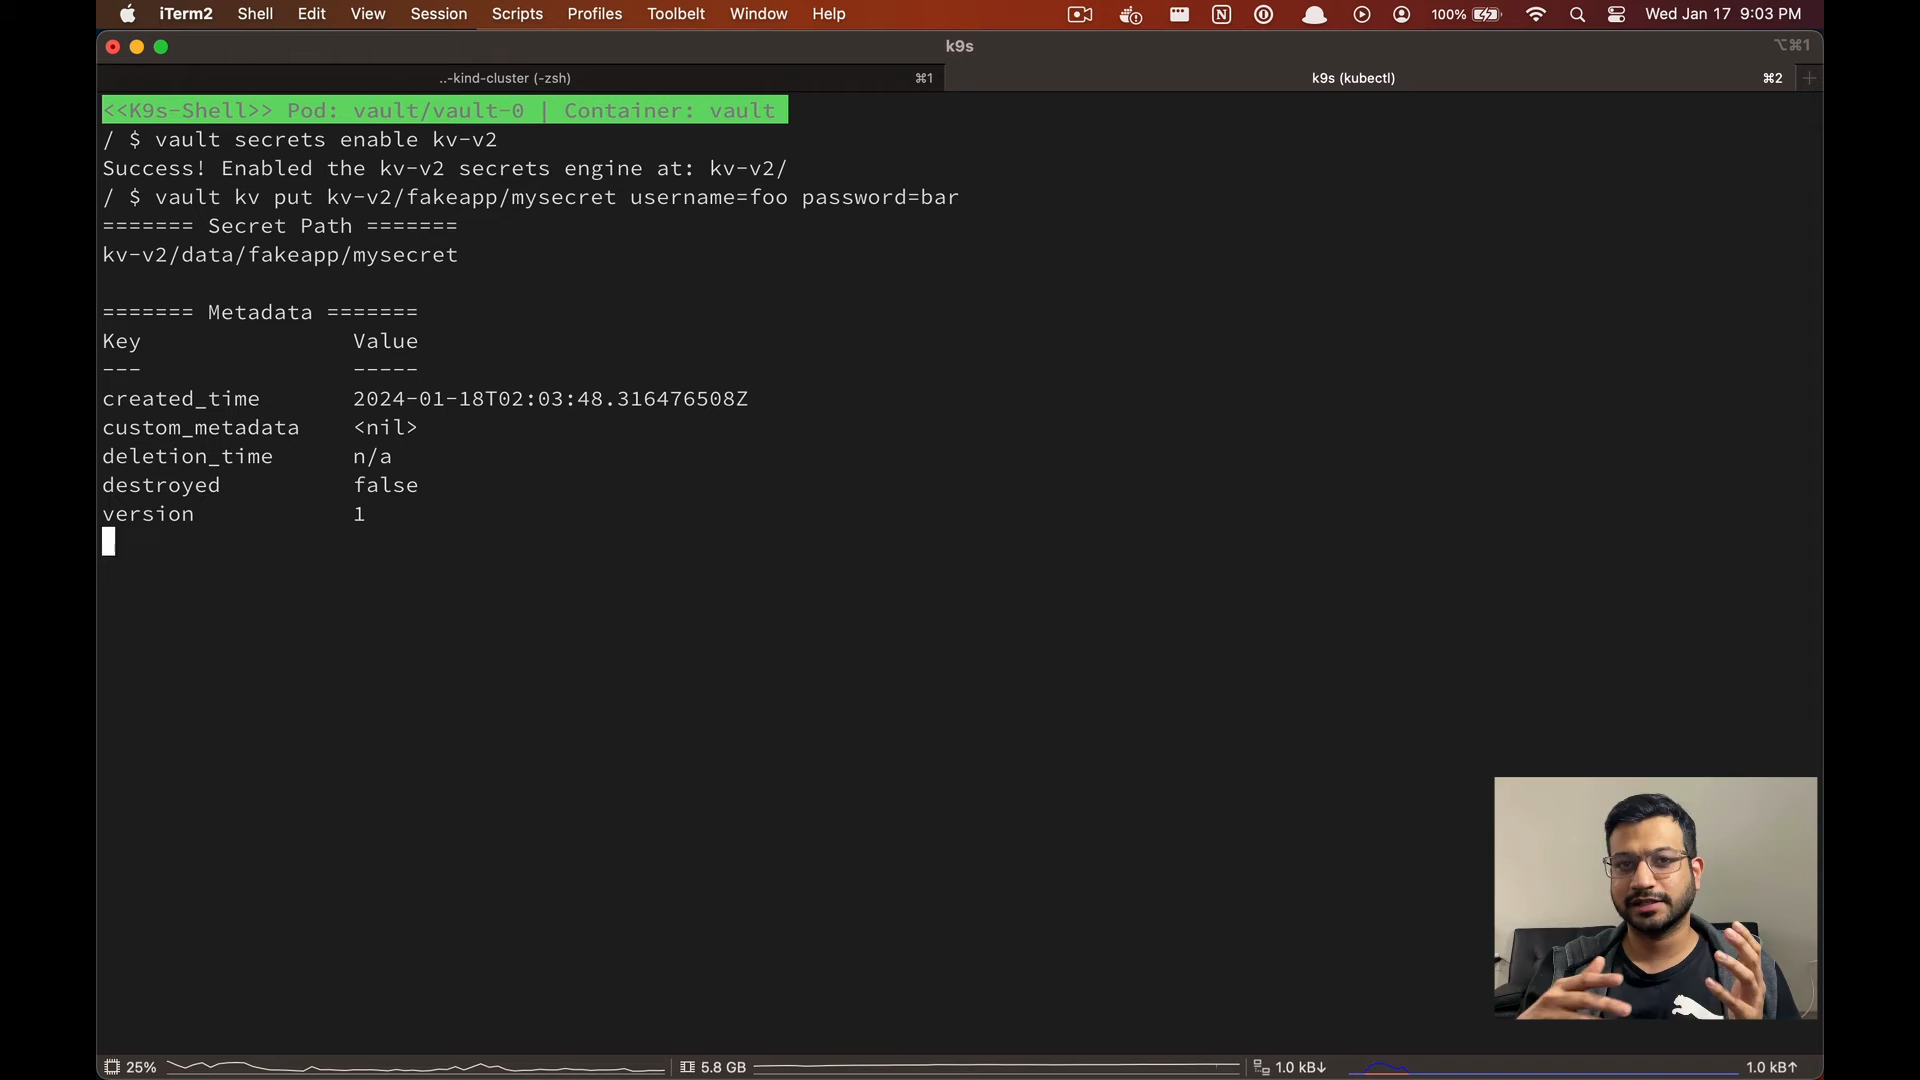 iTerm2 Shell Edit View Session Scripts Profiles Toolbelt Window Help 100% Wed Jan 17 9:03 PM
k9s ⌥⌘1
..-kind-cluster (-zsh) ⌘1 k9s (kubectl) ⌘2
<<K9s-Shell>> Pod: vault/vault-0 | Container: vault
/ $ vault secrets enable kv-v2
Success! Enabled the kv-v2 secrets engine at: kv-v2/
/ $ vault kv put kv-v2/fakeapp/mysecret username=foo password=bar
======= Secret Path =======
kv-v2/data/fakeapp/mysecret
======= Metadata =======
Key Value
--- -----
created_time 2024-01-18T02:03:48.316476508Z
custom_metadata <nil>
deletion_time n/a
destroyed false
version 1
25% 5.8 GB 1.0 kB↓ 1.0 kB↑